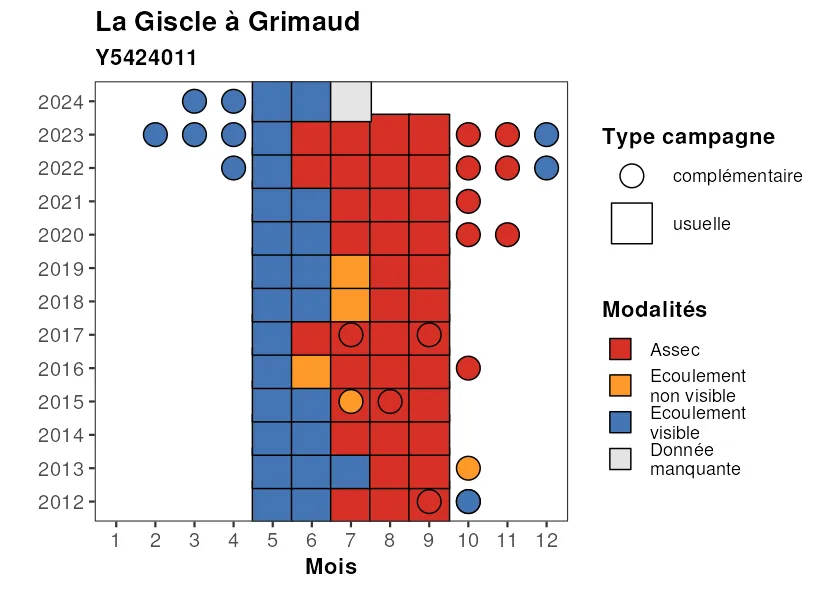 La Giscle à Grimaud
Y5424011
2024
2023
2022
2021
2020
2019
2018
2017
2016
2015
2014
2013
2012
1 2 3 4 5 6 7 8 9 10 11 12
Mois
Type campagne
complémentaire
usuelle
Modalités
Assec
Ecoulement
non visible
Ecoulement
visible
Donnée
manquante